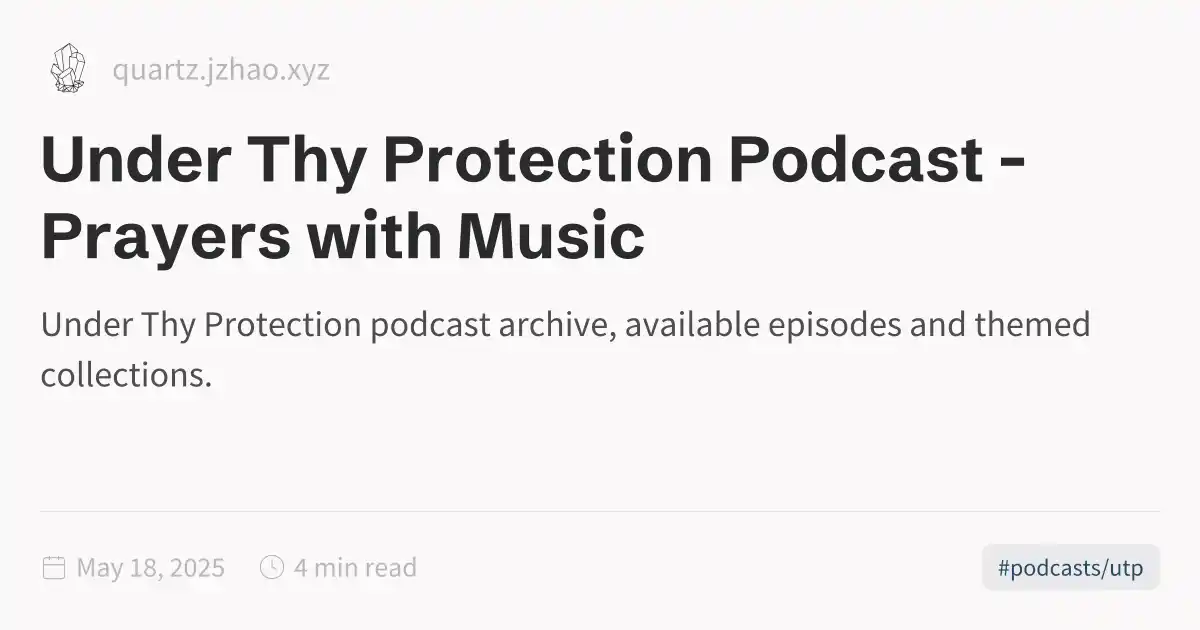 quartz.jzhao.xyz
Under Thy Protection Podcast -
Prayers with Music
Under Thy Protection podcast archive, available episodes and themed
collections.
May 18, 2025
4 min read
#podcasts/utp